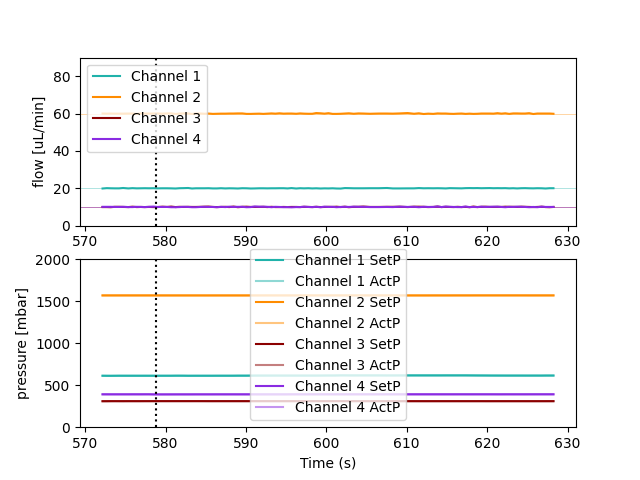 80
60
40
20
0
flow [uL/min]
Channel 1
Channel 2
Channel 3
Channel 4
570 580 590 600 610 620 630
2000
1500
1000
500
0
pressure [mbar]
Channel 1 SetP
Channel 1 ActP
Channel 2 SetP
Channel 2 ActP
Channel 3 SetP
Channel 3 ActP
Channel 4 SetP
Channel 4 ActP
570 580 590 600 610 620 630
Time (s)